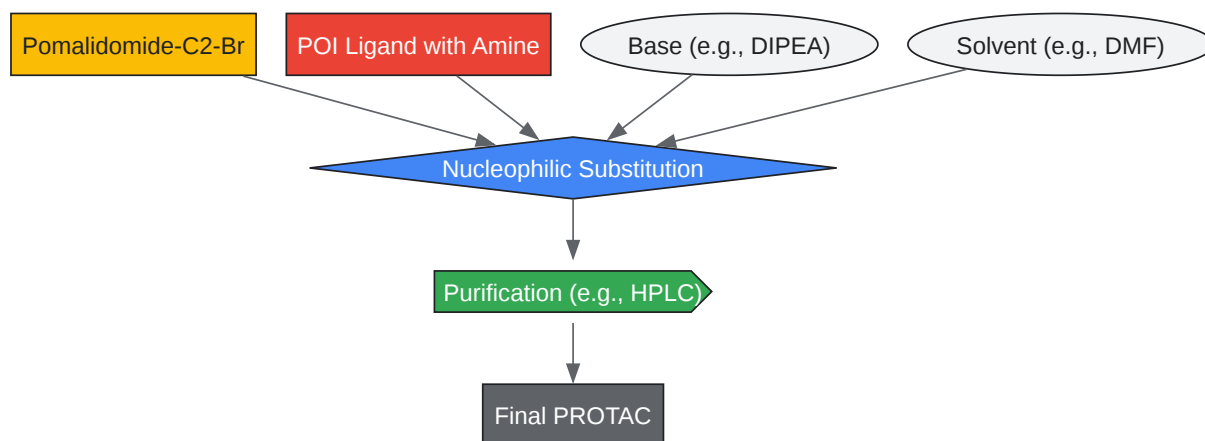 Pomalidomide-C2-Br
POI Ligand with Amine
Base (e.g., DIPEA)
Solvent (e.g., DMF)
Nucleophilic Substitution
Purification (e.g., HPLC)
Final PROTAC